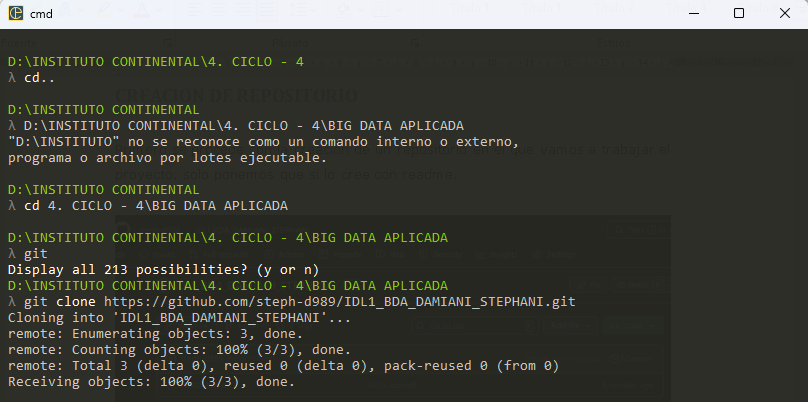 cmd
D:\INSTITUTO CONTINENTAL\4. CICLO - 4
λ cd..
D:\INSTITUTO CONTINENTAL
λ D:\INSTITUTO CONTINENTAL\4. CICLO - 4\BIG DATA APLICADA
"D:\INSTITUTO" no se reconoce como un comando interno o externo,
programa o archivo por lotes ejecutable.
D:\INSTITUTO CONTINENTAL
λ cd 4. CICLO - 4\BIG DATA APLICADA
D:\INSTITUTO CONTINENTAL\4. CICLO - 4\BIG DATA APLICADA
λ git
Display all 213 possibilities? (y or n)
D:\INSTITUTO CONTINENTAL\4. CICLO - 4\BIG DATA APLICADA
λ git clone https://github.com/steph-d989/IDL1_BDA_DAMIANI_STEPHANI.git
Cloning into 'IDL1_BDA_DAMIANI_STEPHANI'...
remote: Enumerating objects: 3, done.
remote: Counting objects: 100% (3/3), done.
remote: Total 3 (delta 0), reused 0 (delta 0), pack-reused 0 (from 0)
Receiving objects: 100% (3/3), done.